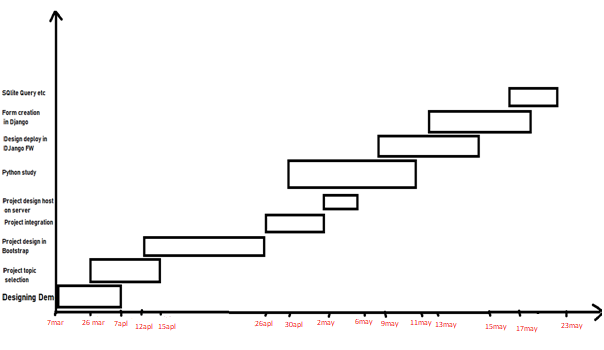 SQlite Query etc
Form creation
in Django
Design deploy in
DJango FW
Python study
Project design host
on server
Project integration
Project design in
Bootstrap
Project topic
selection
Designing Dem
7mar
26 mar
7apl
12apl
15apl
26apl
30apl
2may
6may
9may
11may
13may
15may
17may
23may